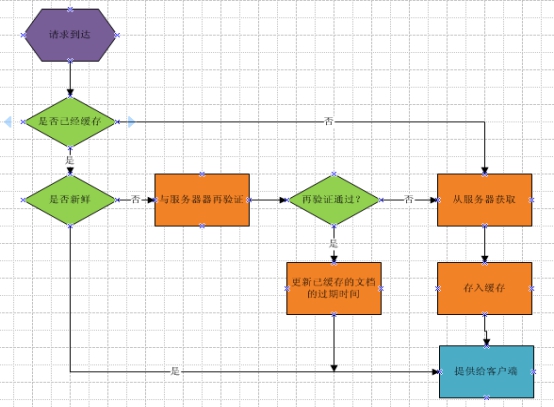 请求到达
是否已经缓存
否
是
是否新鲜
否
与服务器器再验证
再验证通过？
否
从服务器获取
是
更新已缓存的文档
的过期时间
存入缓存
是
提供给客户端